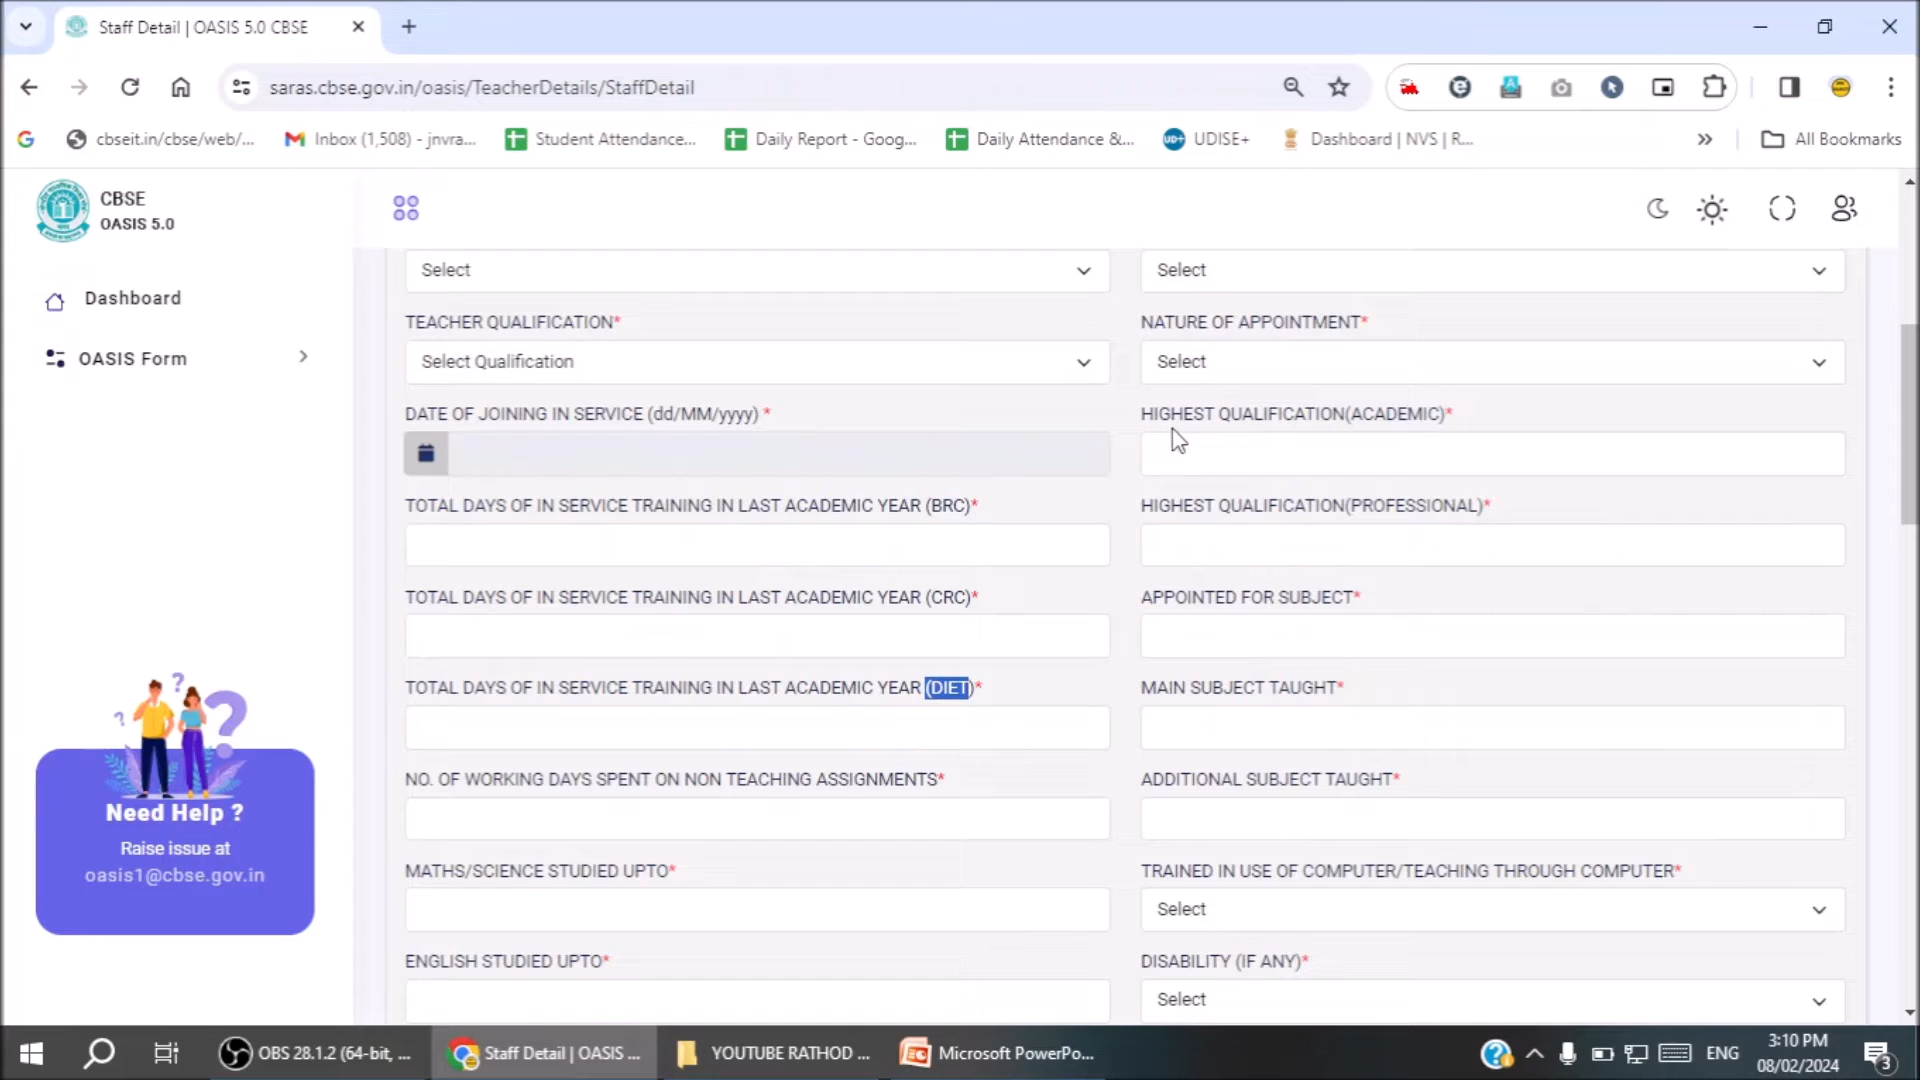 Staff Detail | OASIS 5.0 CBSE
saras.cbse.gov.in/oasis/TeacherDetails/StaffDetail
cbseit.in/cbse/web/...
Inbox (1,508) - jnvra...
Student Attendance...
Daily Report - Goog...
Daily Attendance &...
UD+ UDISE+
Dashboard | NVS | R...
All Bookmarks
CBSE
OASIS 5.0
Dashboard
OASIS Form
Need Help ?
Raise issue at
oasis1@cbse.gov.in
Select
Select
TEACHER QUALIFICATION*
NATURE OF APPOINTMENT*
Select Qualification
Select
DATE OF JOINING IN SERVICE (dd/MM/yyyy) *
HIGHEST QUALIFICATION(ACADEMIC)*
TOTAL DAYS OF IN SERVICE TRAINING IN LAST ACADEMIC YEAR (BRC)*
HIGHEST QUALIFICATION(PROFESSIONAL)*
TOTAL DAYS OF IN SERVICE TRAINING IN LAST ACADEMIC YEAR (CRC)*
APPOINTED FOR SUBJECT*
TOTAL DAYS OF IN SERVICE TRAINING IN LAST ACADEMIC YEAR (DIET)*
MAIN SUBJECT TAUGHT*
NO. OF WORKING DAYS SPENT ON NON TEACHING ASSIGNMENTS*
ADDITIONAL SUBJECT TAUGHT*
MATHS/SCIENCE STUDIED UPTO*
TRAINED IN USE OF COMPUTER/TEACHING THROUGH COMPUTER*
Select
ENGLISH STUDIED UPTO*
DISABILITY (IF ANY)*
Select
OBS 28.1.2 (64-bit, ...
Staff Detail | OASIS ...
YOUTUBE RATHOD ...
Microsoft PowerPo...
ENG
3:10 PM
08/02/2024
3